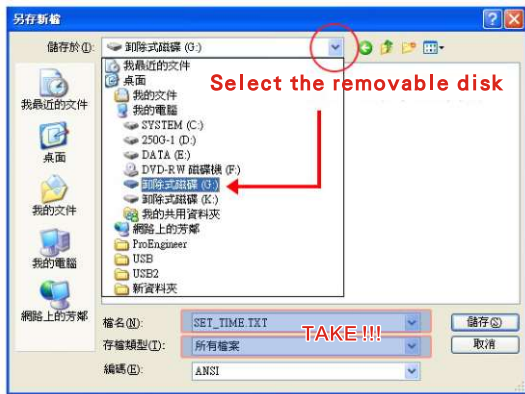 另存新檔
儲存於(I):
卸除式磁碟 (G:)
我最近的文件
桌面
我的文件
我的電腦
SYSTEM (C:)
250G-1 (D:)
DATA (E:)
DVD-RW 磁碟機 (F:)
卸除式磁碟 (G:)
卸除式磁碟 (K:)
我的共用資料夾
網路上的芳鄰
ProEngineer
USB
USB2
新資料夾
Select the removable disk
我最近的文件
桌面
我的文件
我的電腦
網路上的芳鄰
檔名(N):
SET_TIME.TXT
儲存(S)
存檔類型(T):
所有檔案
取消
TAKE !!!
編碼(E):
ANSI